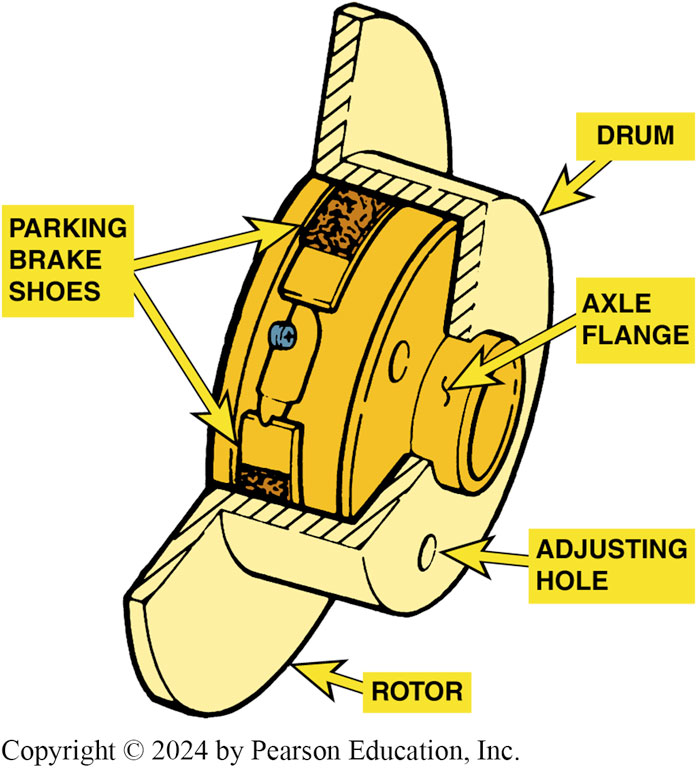 DRUM
PARKING
BRAKE
SHOES
AXLE
FLANGE
ADJUSTING
HOLE
ROTOR
Copyright © 2024 by Pearson Education, Inc.